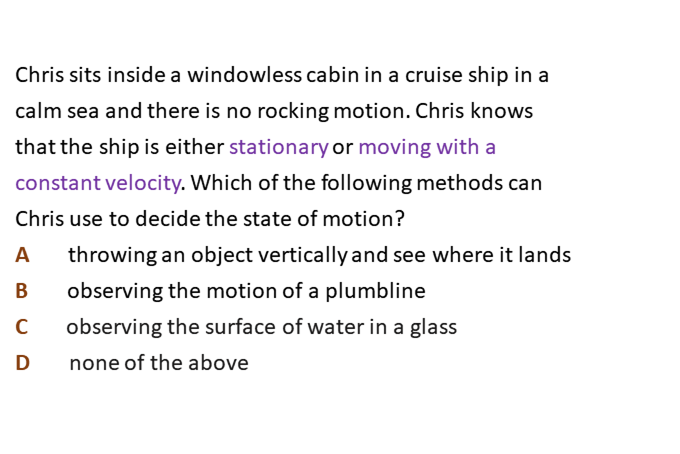 Chris sits inside a windowless cabin in a cruise ship in a
calm sea and there is no rocking motion. Chris knows
that the ship is either stationary or moving with a
constant velocity. Which of the following methods can
Chris use to decide the state of motion?
A throwing an object vertically and see where it lands
B observing the motion of a plumbline
C observing the surface of water in a glass
D none of the above